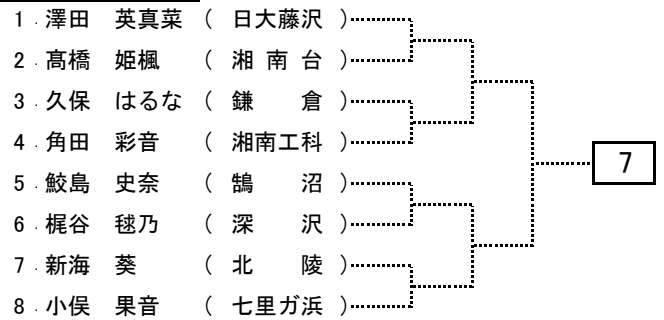 1 澤田 英真菜 ( 日大藤沢 )
2 髙橋 姫楓 ( 湘南台 )
3 久保 はるな ( 鎌倉 )
4 角田 彩音 ( 湘南工科 )
7
5 鮫島 史奈 ( 鵠沼 )
6 梶谷 毬乃 ( 深沢 )
7 新海 葵 ( 北陵 )
8 小俣 果音 ( 七里ガ浜 )